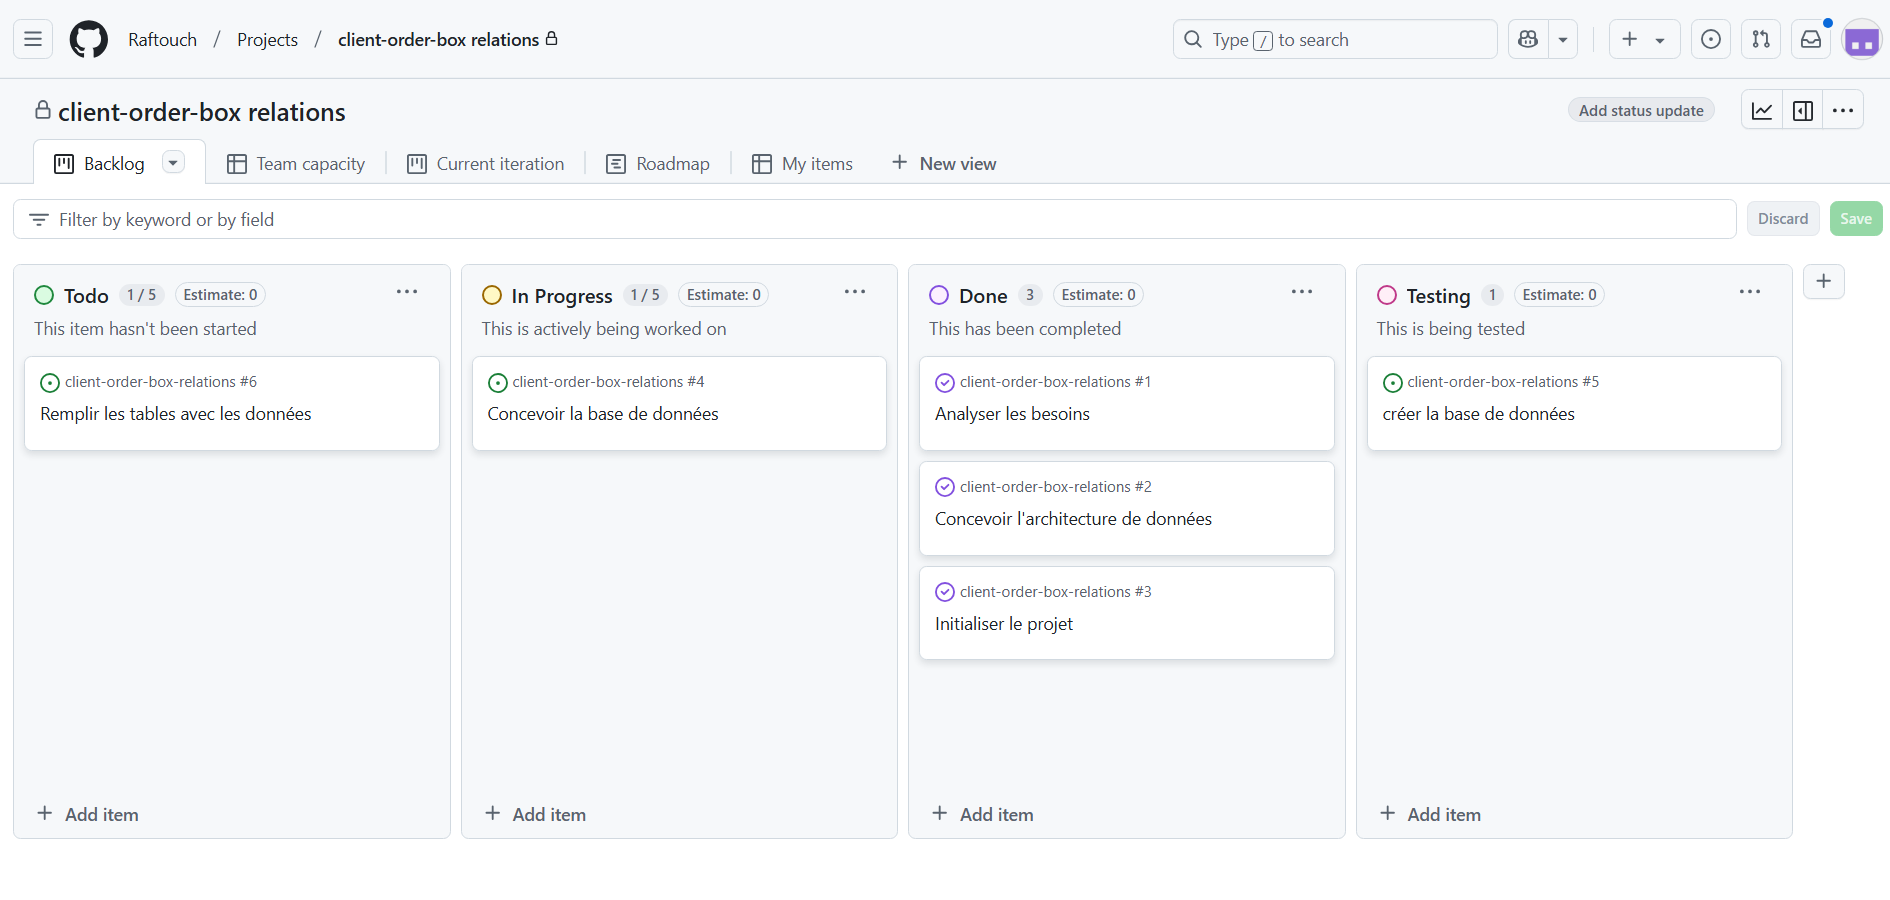 Raftouch / Projects / client-order-box relations
Type / to search
client-order-box relations
Add status update
Backlog
Team capacity
Current iteration
Roadmap
My items
New view
Filter by keyword or by field
Discard
Save
Todo 1 / 5 Estimate: 0
This item hasn't been started
client-order-box-relations #6
Remplir les tables avec les données
Add item
In Progress 1 / 5 Estimate: 0
This is actively being worked on
client-order-box-relations #4
Concevoir la base de données
Add item
Done 3 Estimate: 0
This has been completed
client-order-box-relations #1
Analyser les besoins
client-order-box-relations #2
Concevoir l'architecture de données
client-order-box-relations #3
Initialiser le projet
Add item
Testing 1 Estimate: 0
This is being tested
client-order-box-relations #5
créer la base de données
Add item